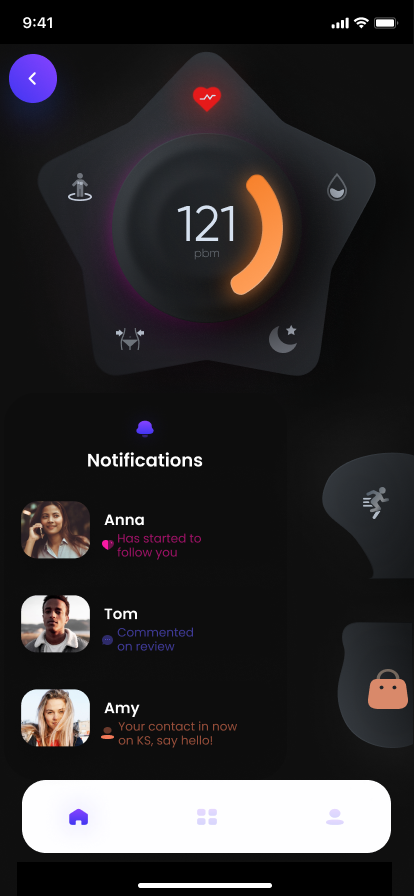 9:41
121
pbm
Notifications
Anna
Has started to
follow you
Tom
Commented
on review
Amy
Your contact in now
on KS, say hello!